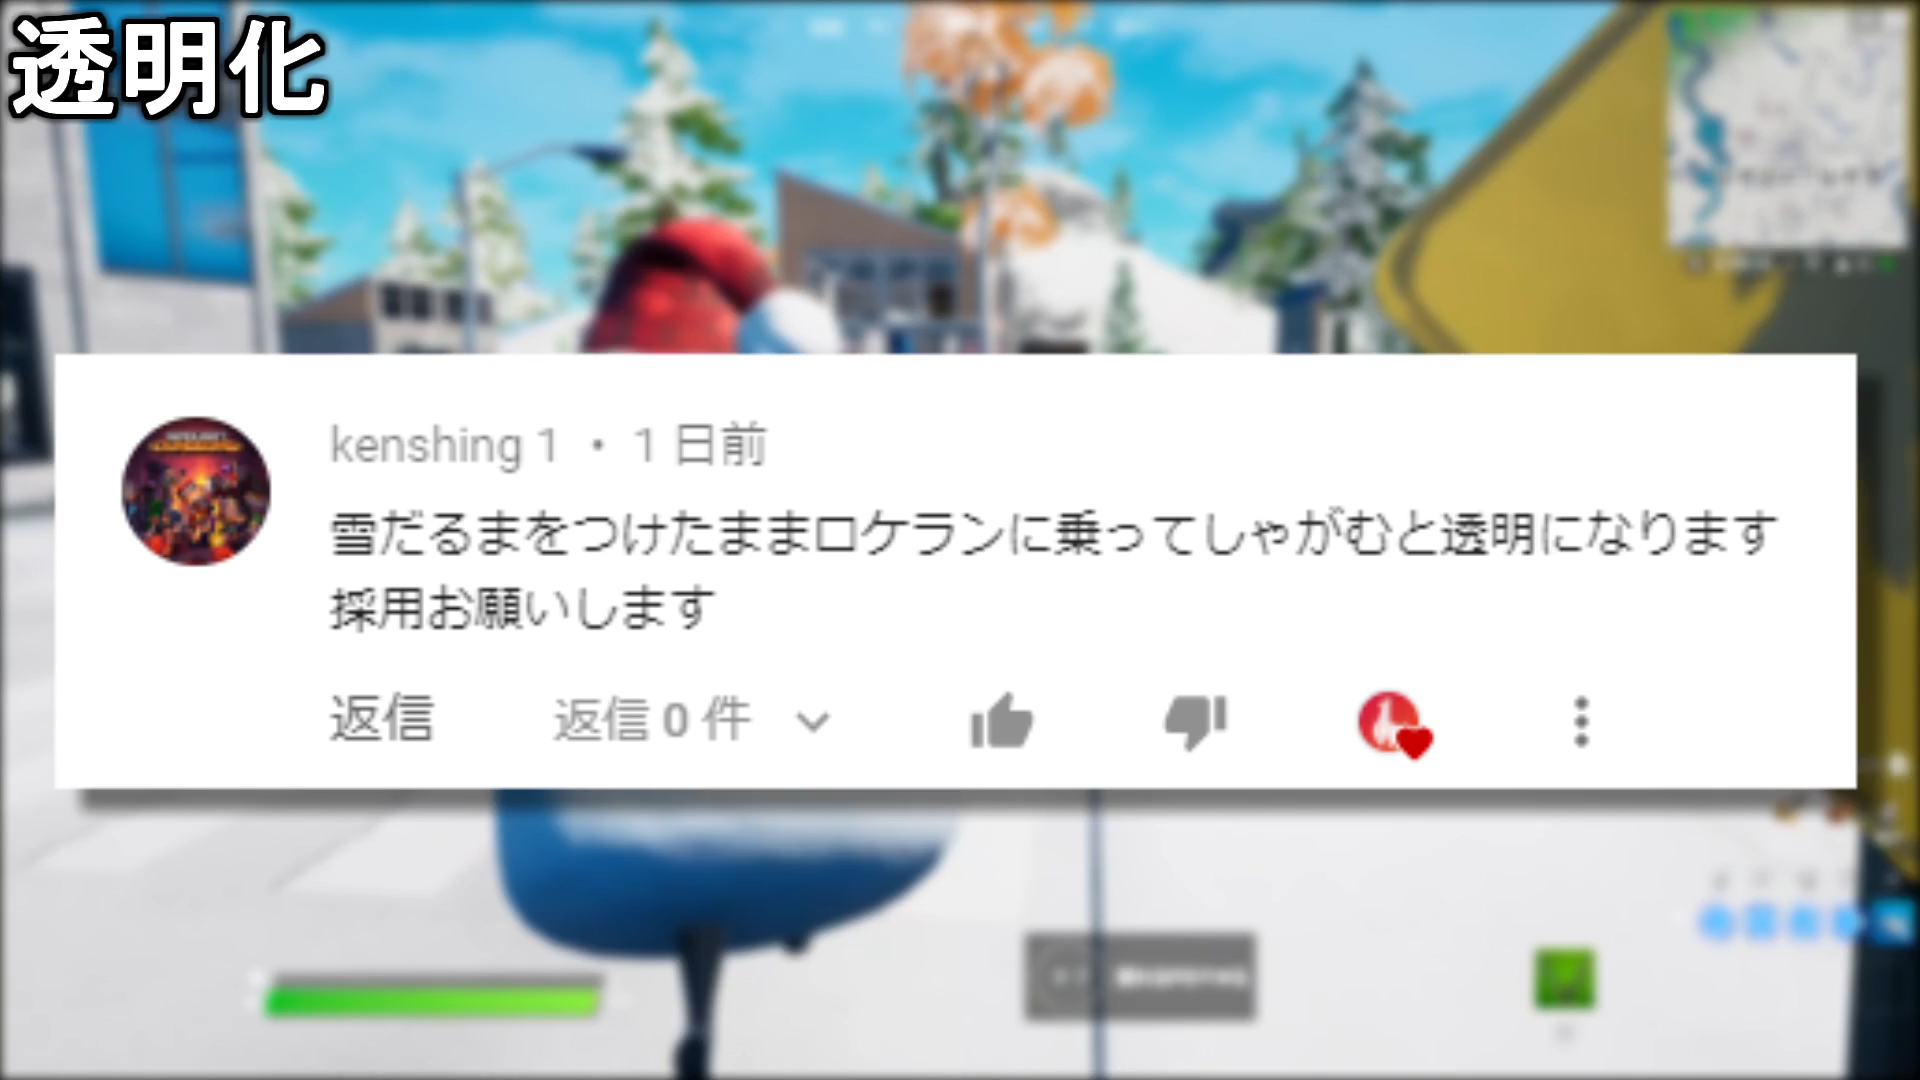 透明化
kenshing 1 ・ 1 日前
雪だるまをつけたままロケランに乗ってしゃがむと透明になります
採用お願いします
返信 返信 0 件